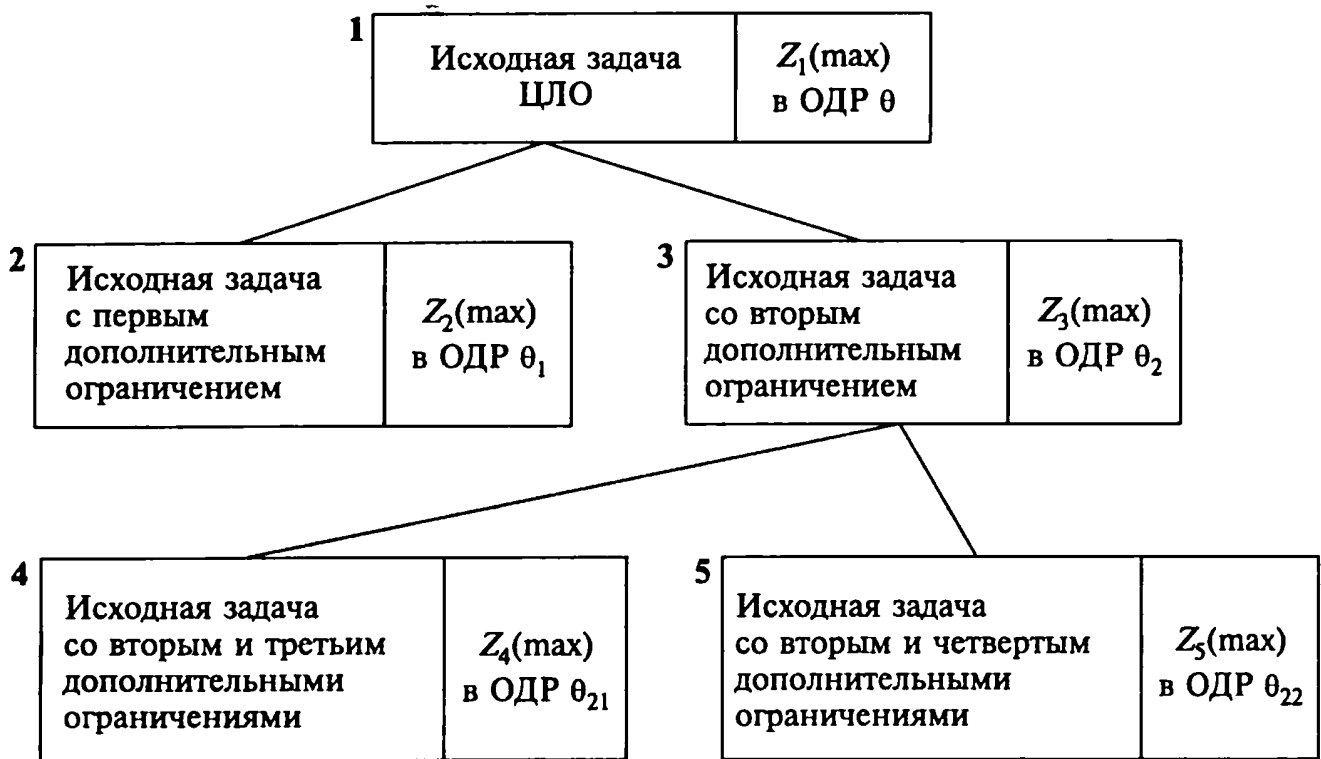 1
Исходная задача
ЦЛО
Z₁(max)
в ОДР θ
2
Исходная задача
с первым
дополнительным
ограничением
Z₂(max)
в ОДР θ₁
3
Исходная задача
со вторым
дополнительным
ограничением
Z₃(max)
в ОДР θ₂
4
Исходная задача
со вторым и третьим
дополнительными
ограничениями
Z₄(max)
в ОДР θ₂₁
5
Исходная задача
со вторым и четвертым
дополнительными
ограничениями
Z₅(max)
в ОДР θ₂₂